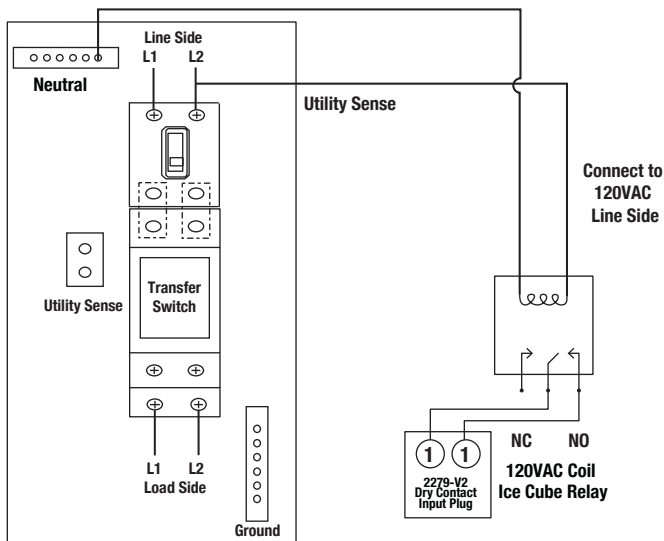 Line Side
L1 L2
Neutral
Utility Sense
Connect to
120VAC
Line Side
Utility Sense
Transfer
Switch
L1 L2
Load Side
Ground
NC NO
1 1
2279-V2
Dry Contact
Input Plug
120VAC Coil
Ice Cube Relay